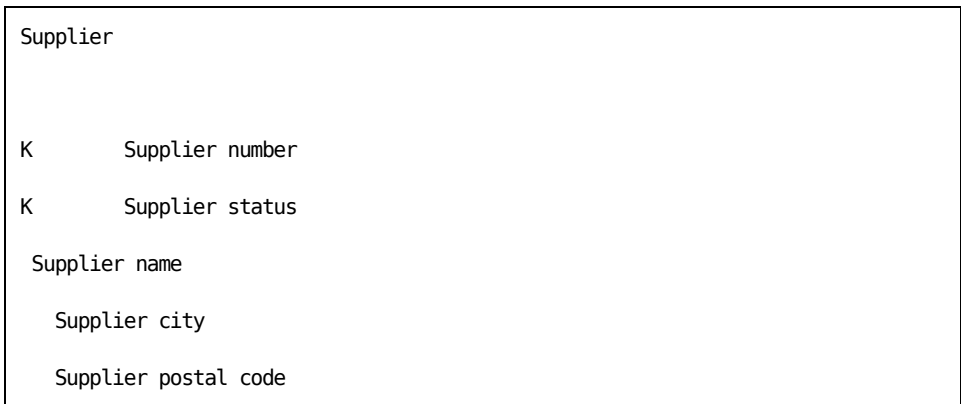 Supplier
K Supplier number
K Supplier status
Supplier name
Supplier city
Supplier postal code